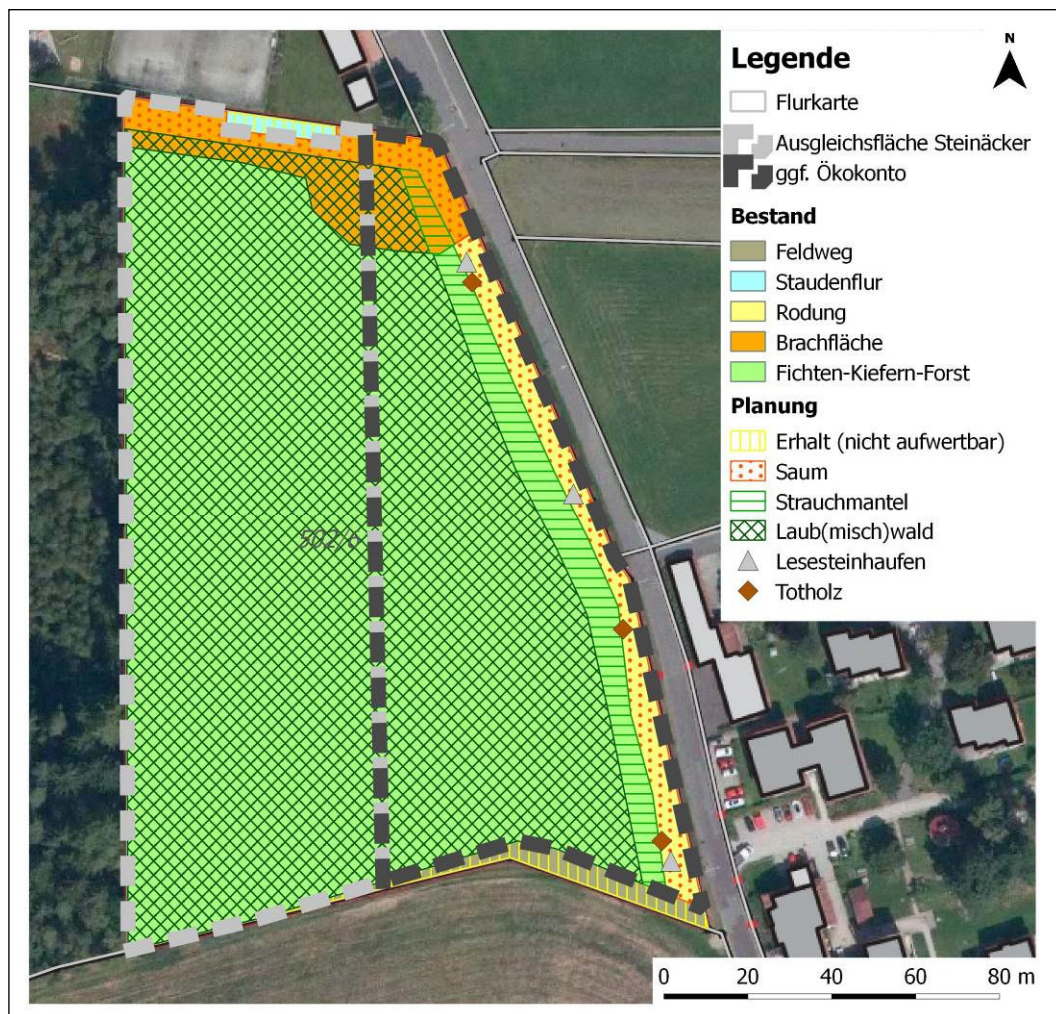 Legende
N
Flurkarte
Ausgleichsfläche Steinäcker
ggf. Ökokonto
Bestand
Feldweg
Staudenflur
Rodung
Brachfläche
Fichten-Kiefern-Forst
Planung
Erhalt (nicht aufwertbar)
Saum
Strauchmantel
Laub(misch)wald
Lesesteinhaufen
Totholz
502/6
0 20 40 60 80 m